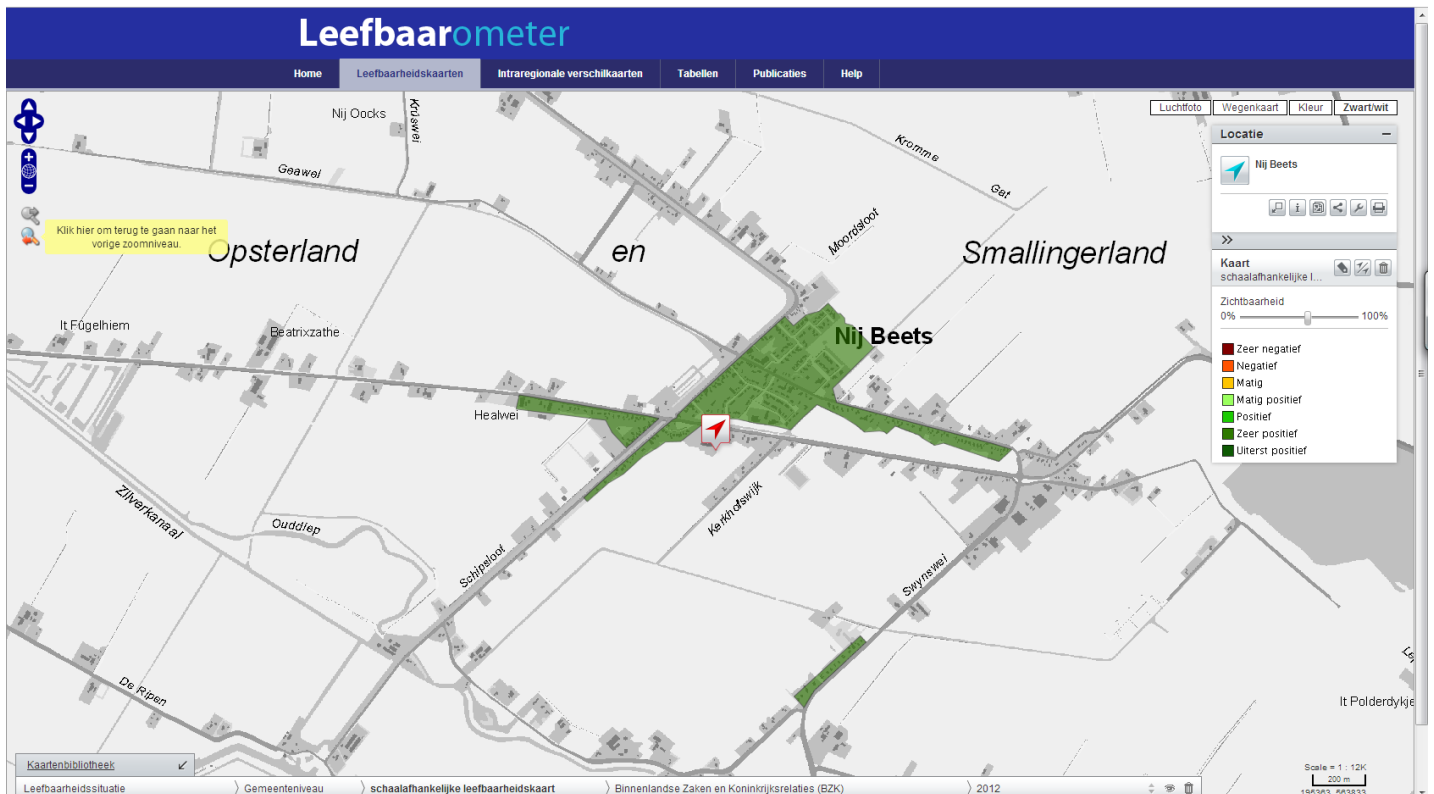 Leefbaarometer
Home Leefbaarheidskaarten Intraregionale verschilkaarten Tabellen Publicaties Help
Luchtfoto Wegenkaart Kleur Zwart/wit
Nij Oocks
Kruswei
Geawei
Kromme
Gat
Moordsloot
Klik hier om terug te gaan naar het
vorige zoomniveau.
Opsterland en Smallingerland
It Fûgelhiem
Beatrixzathe
Nij Beets
Healwei
Kerkhofswijk
Zilverkanaal
Ouddiep
Schipsloot
Swynswei
De Ripen
It Polderdykje
Locatie
Nij Beets
Kaart
schaalafhankelijke l...
Zichtbaarheid
0% 100%
Zeer negatief
Negatief
Matig
Matig positief
Positief
Zeer positief
Uiterst positief
Kaartenbibliotheek
Scale = 1 : 12K
200 m
196363, 563833
Leefbaarheidssituatie Gemeenteniveau schaalafhankelijke leefbaarheidskaart Binnenlandse Zaken en Koninkrijksrelaties (BZK) 2012